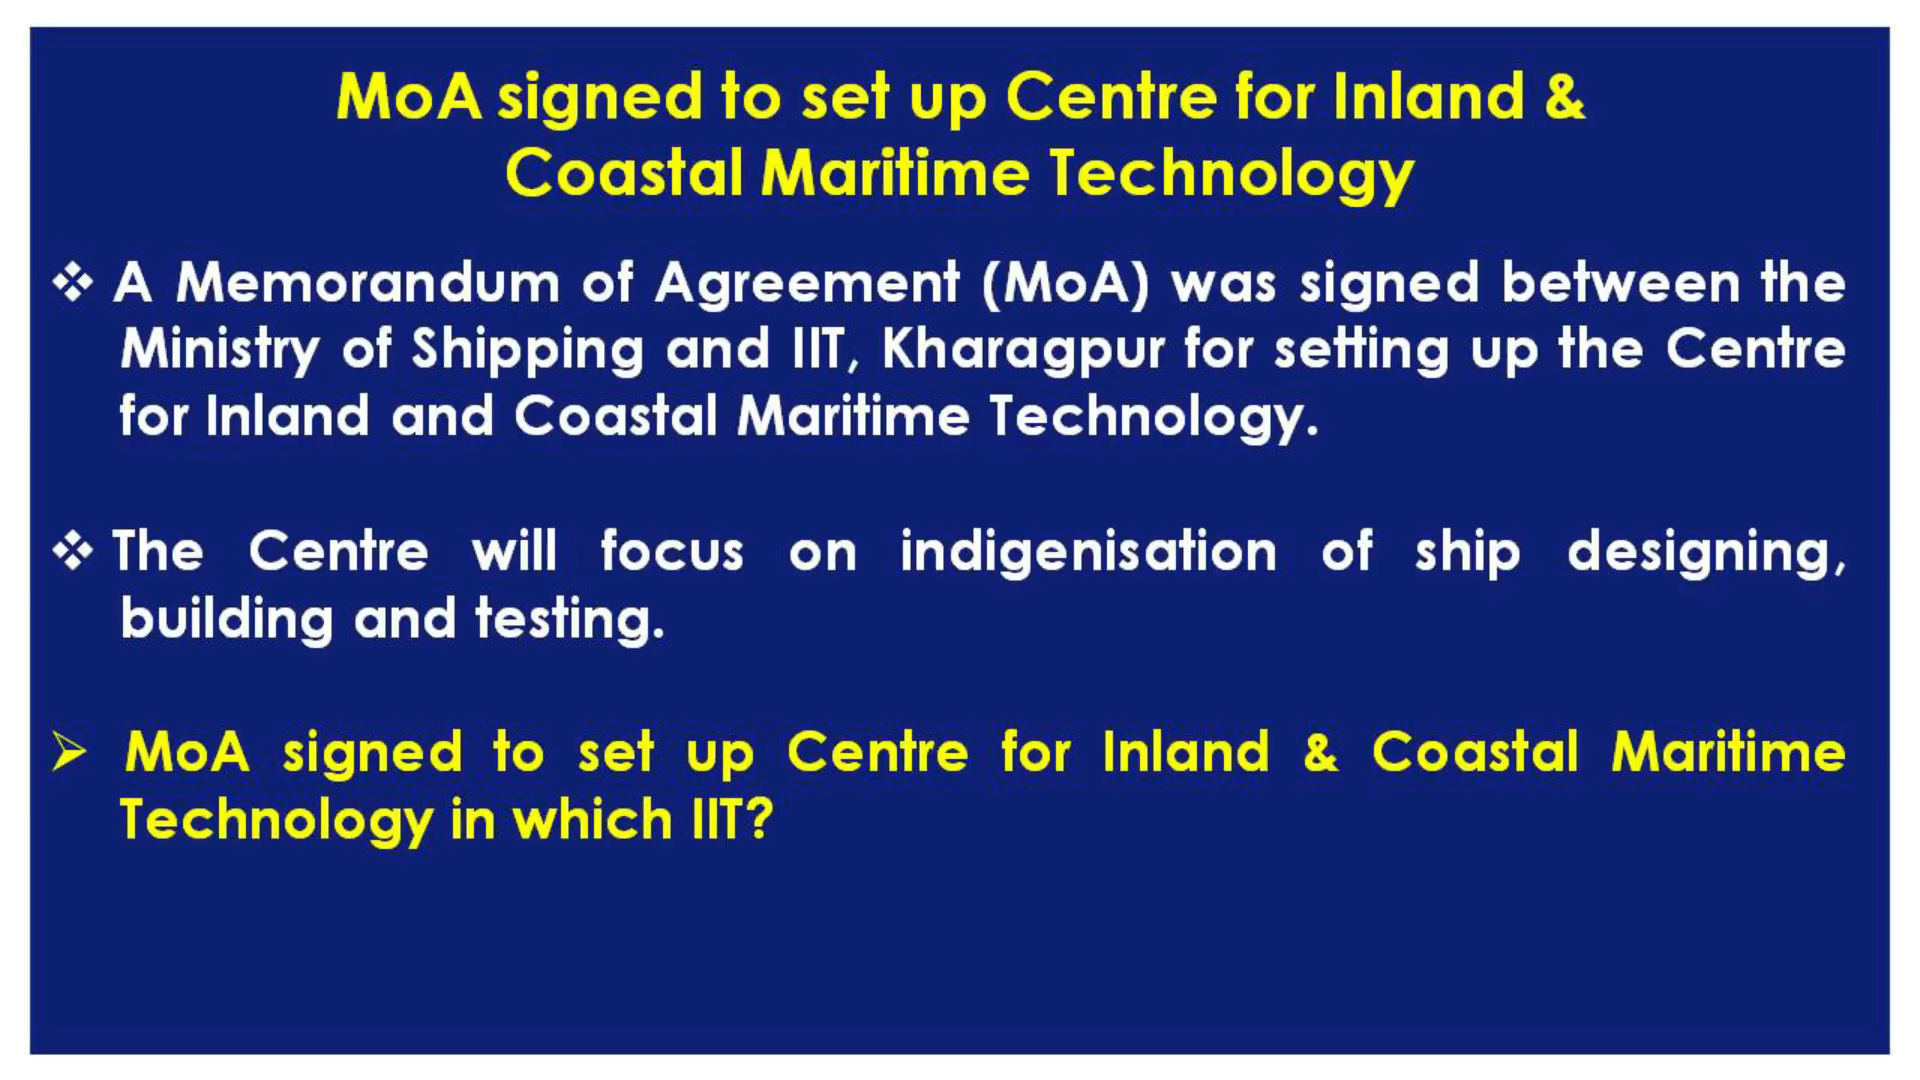 MoA signed to set up Centre for Inland &
Coastal Maritime Technology
❖ A Memorandum of Agreement (MoA) was signed between the
Ministry of Shipping and IIT, Kharagpur for setting up the Centre
for Inland and Coastal Maritime Technology.
❖ The Centre will focus on indigenisation of ship designing,
building and testing.
➢ MoA signed to set up Centre for Inland & Coastal Maritime
Technology in which IIT?